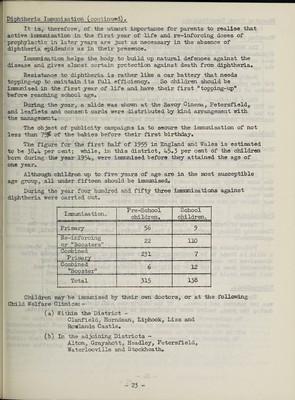 Diphtheria Immunisation (continued).
It is, therefore, of the utmost importance for parents to realise that
active immunisation in the first year of life and re-inforcing doses of
prophylactic in later years are just as necessary in the absence of
diphtheria epidemics as in their presence.
Immunisation helps the body to build up natural defences against the
disease and gives almost certain protection against death from diphtheria.
Resistance to diphtheria is rather like a car battery that needs
topping-up to maintain its full efficiency. So children should be
immunised in the first year of life and have their first "topping-up"
before reaching school age.
During the year, a slide was shown at the Savoy Cinema, Petersfield,
and leaflets and consent cards were distributed by kind arrangement with
the management.
The object of publicity campaigns is to secure the immunisation of not
less than 75% of the babies before their first birthday.
The figure for the first half of 1955 in England and Wales is estimated
to be 38.4 per cent; while, in this district, 45.3 per cent of the children
born during the year 1954, were immunised before they attained the age of
one year.
Although children up to five years of age are in the most susceptible
age group, all under fifteen should be immunised.
During the year four hundred and fifty three immunisations against
diphtheria were carried out.
Immunisation. Pre-School children. School children.
Primary 56 9
Re-inforcing or "Boosters" 22 110
Combined Primary 231 7
Combined "Booster" 6 12
Total 315 138
Children may be immunised by their own doctors, or at the following
Child Welfare Clinics: -
(a) Within the District -
Clanfield, Horndean, Liphook, Liss and
Rowlands Castle.
(b) In the adjoining Districts -
Alton, Grayshott, Headley, Petersfield,
Waterlooville and Stockheath.
- 23 -